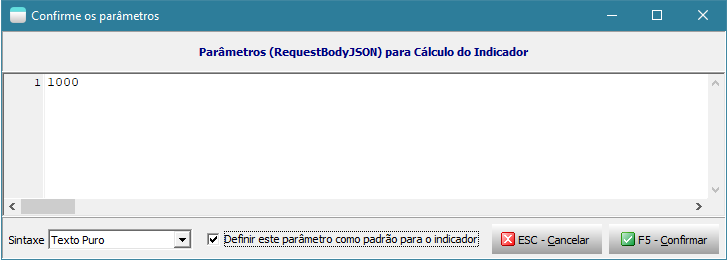 Confirme os parâmetros
Parâmetros (RequestBodyJSON) para Cálculo do Indicador
1 1000
Sintaxe Texto Puro Definir este parâmetro como padrão para o indicador ESC - Cancelar F5 - Confirmar